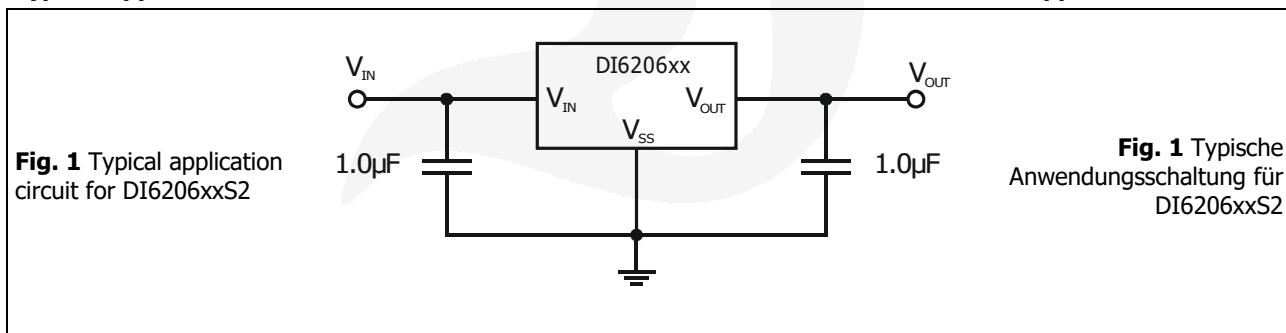 Fig. 1 Typical application
circuit for DI6206xxS2
V_IN
DI6206xx
V_IN
V_OUT
V_SS
V_OUT
1.0µF
1.0µF
Fig. 1 Typische
Anwendungsschaltung für
DI6206xxS2